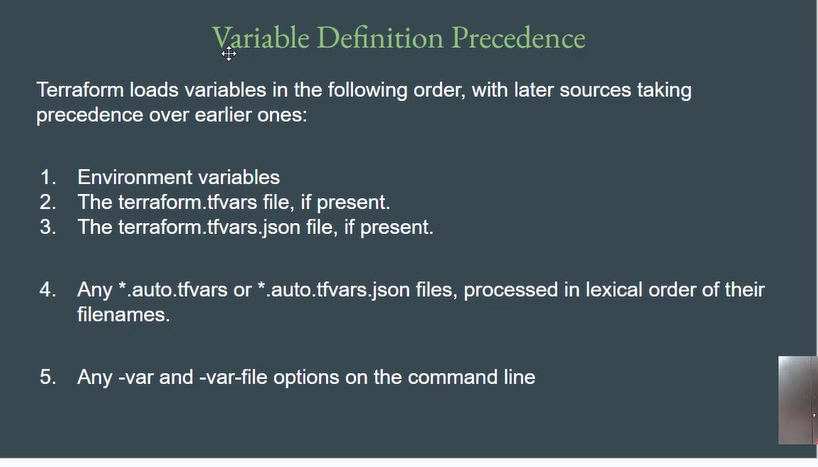 Variable Definition Precedence
Terraform loads variables in the following order, with later sources taking
precedence over earlier ones:
1. Environment variables
2. The terraform.tfvars file, if present.
3. The terraform.tfvars.json file, if present.
4. Any *.auto.tfvars or *.auto.tfvars.json files, processed in lexical order of their
filenames.
5. Any -var and -var-file options on the command line